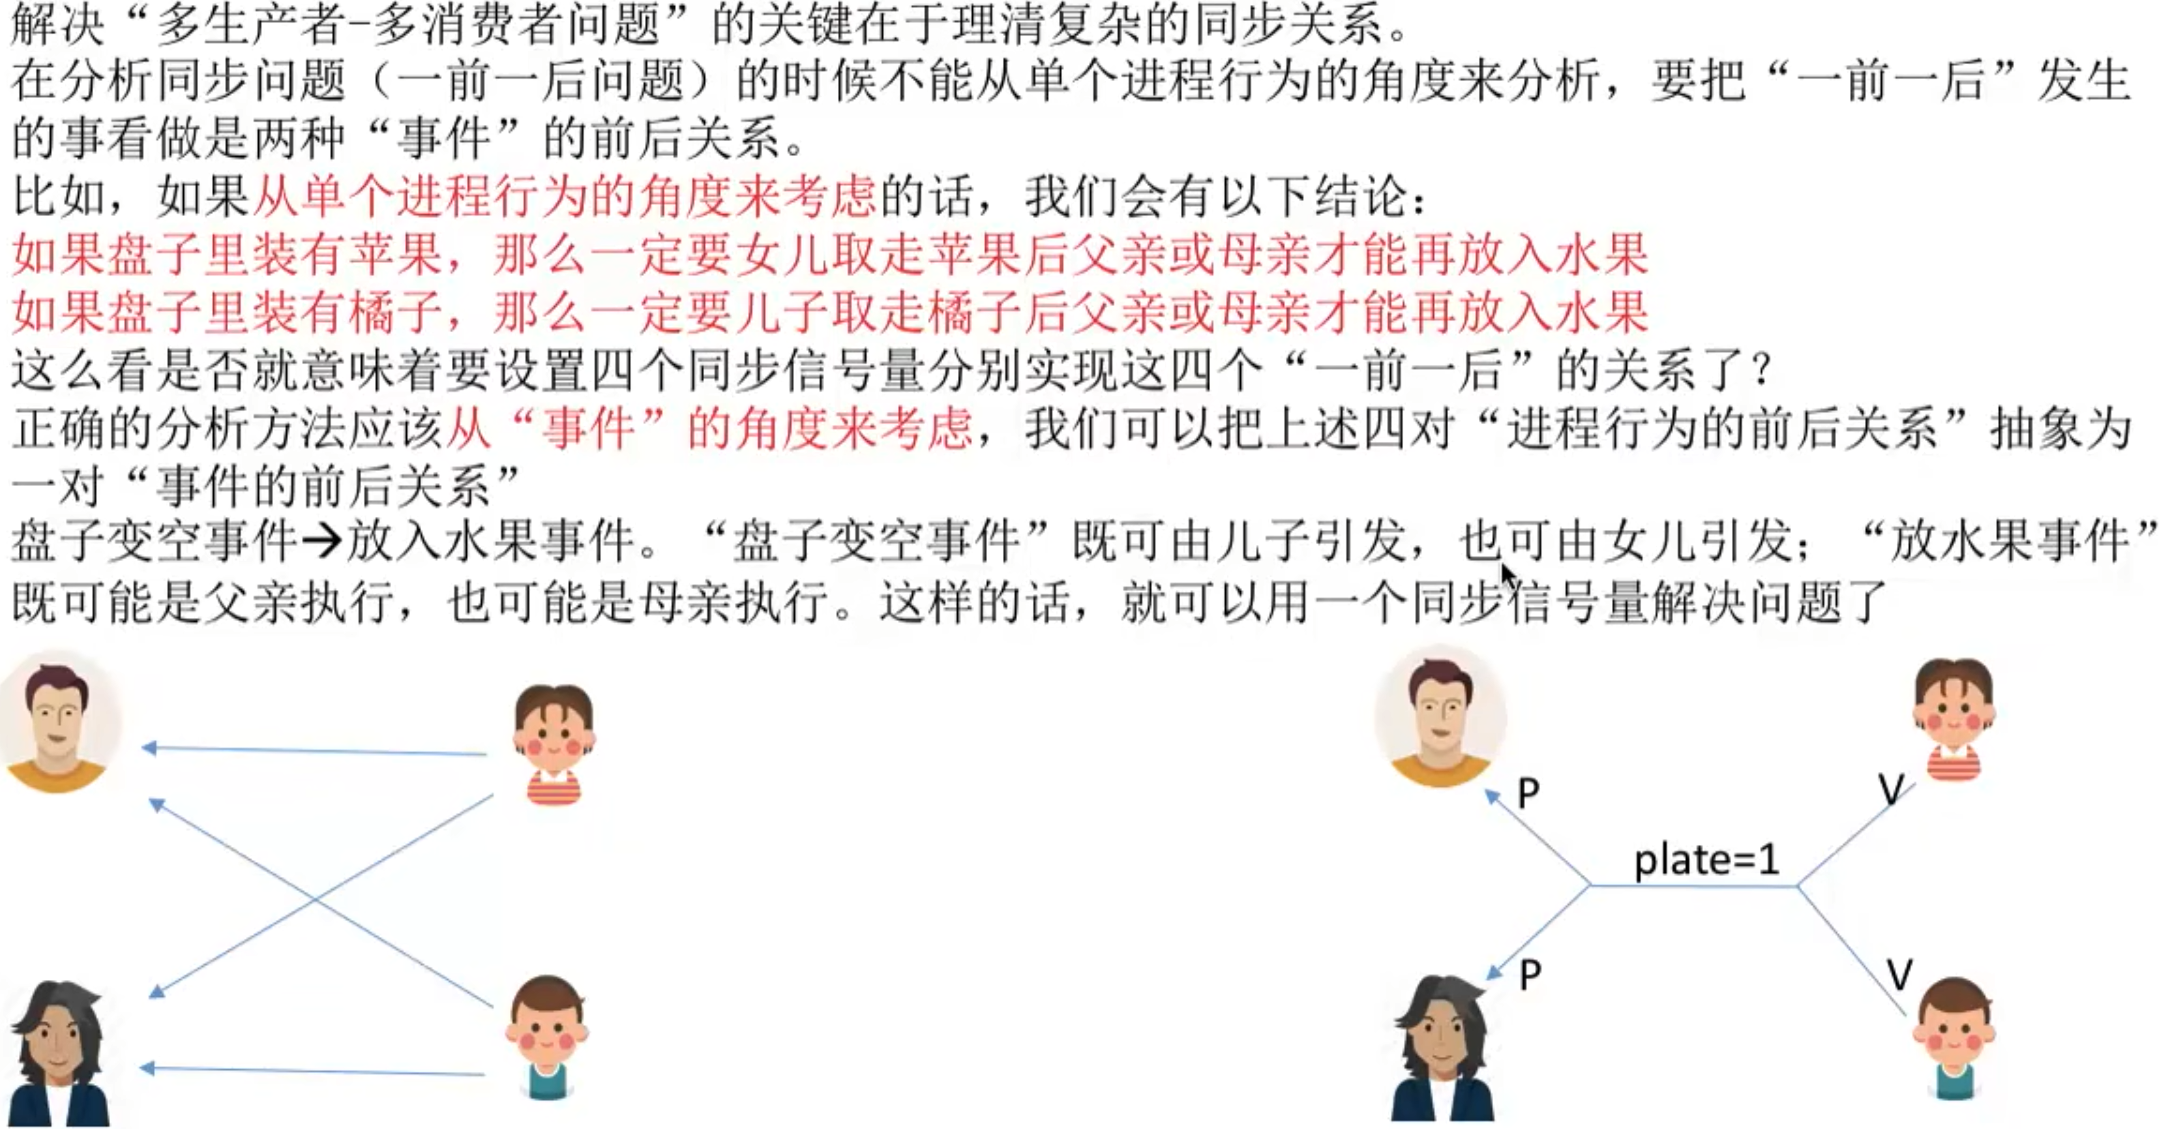 解决“多生产者-多消费者问题”的关键在于理清复杂的同步关系。
在分析同步问题（一前一后问题）的时候不能从单个进程行为的角度来分析，要把“一前一后”发生
的事看做是两种“事件”的前后关系。
比如，如果从单个进程行为的角度来考虑的话，我们会有以下结论：
如果盘子里装有苹果，那么一定要女儿取走苹果后父亲或母亲才能再放入水果
如果盘子里装有橘子，那么一定要儿子取走橘子后父亲或母亲才能再放入水果
这么看是否就意味着要设置四个同步信号量分别实现这四个“一前一后”的关系了？
正确的分析方法应该从“事件”的角度来考虑，我们可以把上述四对“进程行为的前后关系”抽象为
一对“事件的前后关系”
盘子变空事件→放入水果事件。“盘子变空事件”既可由儿子引发，也可由女儿引发；“放水果事件”
既可能是父亲执行，也可能是母亲执行。这样的话，就可以用一个同步信号量解决问题了
P
V
plate=1
P
V